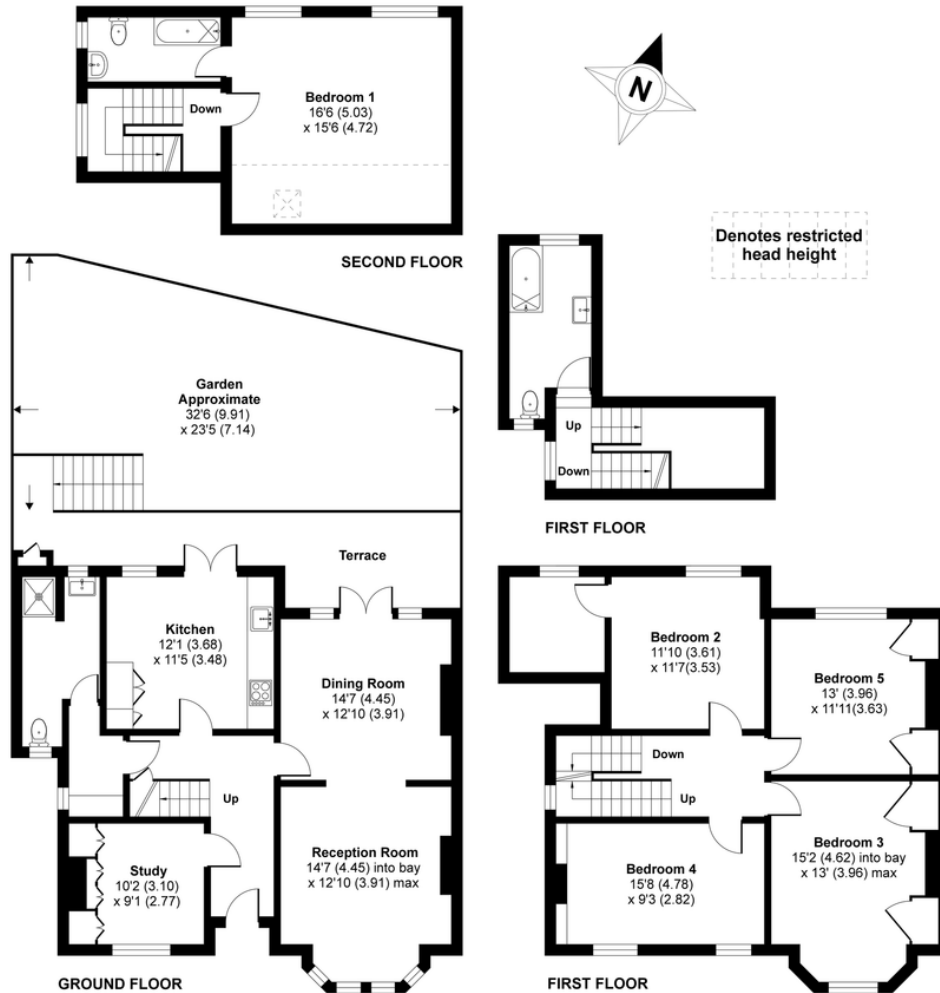 Bedroom 1
16'6 (5.03)
x 15'6 (4.72)
Down
SECOND FLOOR
N
Denotes restricted
head height
Garden
Approximate
32'6 (9.91)
x 23'5 (7.14)
Terrace
Kitchen
12'1 (3.68)
x 11'5 (3.48)
Dining Room
14'7 (4.45)
x 12'10 (3.91)
Up
Reception Room
14'7 (4.45) into bay
x 12'10 (3.91) max
Study
10'2 (3.10)
x 9'1 (2.77)
GROUND FLOOR
Up
Down
FIRST FLOOR
Bedroom 2
11'10 (3.61)
x 11'7(3.53)
Bedroom 5
13' (3.96)
x 11'11(3.63)
Down
Up
Bedroom 4
15'8 (4.78)
x 9'3 (2.82)
Bedroom 3
15'2 (4.62) into bay
x 13' (3.96) max
FIRST FLOOR